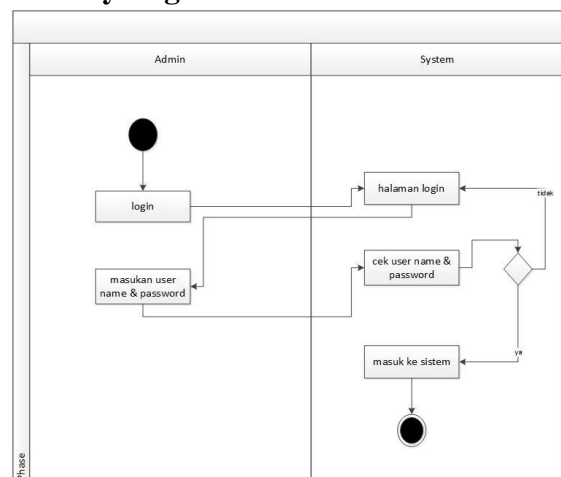 Admin
System
login
halaman login
tidak
masukan user
name & password
cek user name &
password
ya
masuk ke sistem
Phase